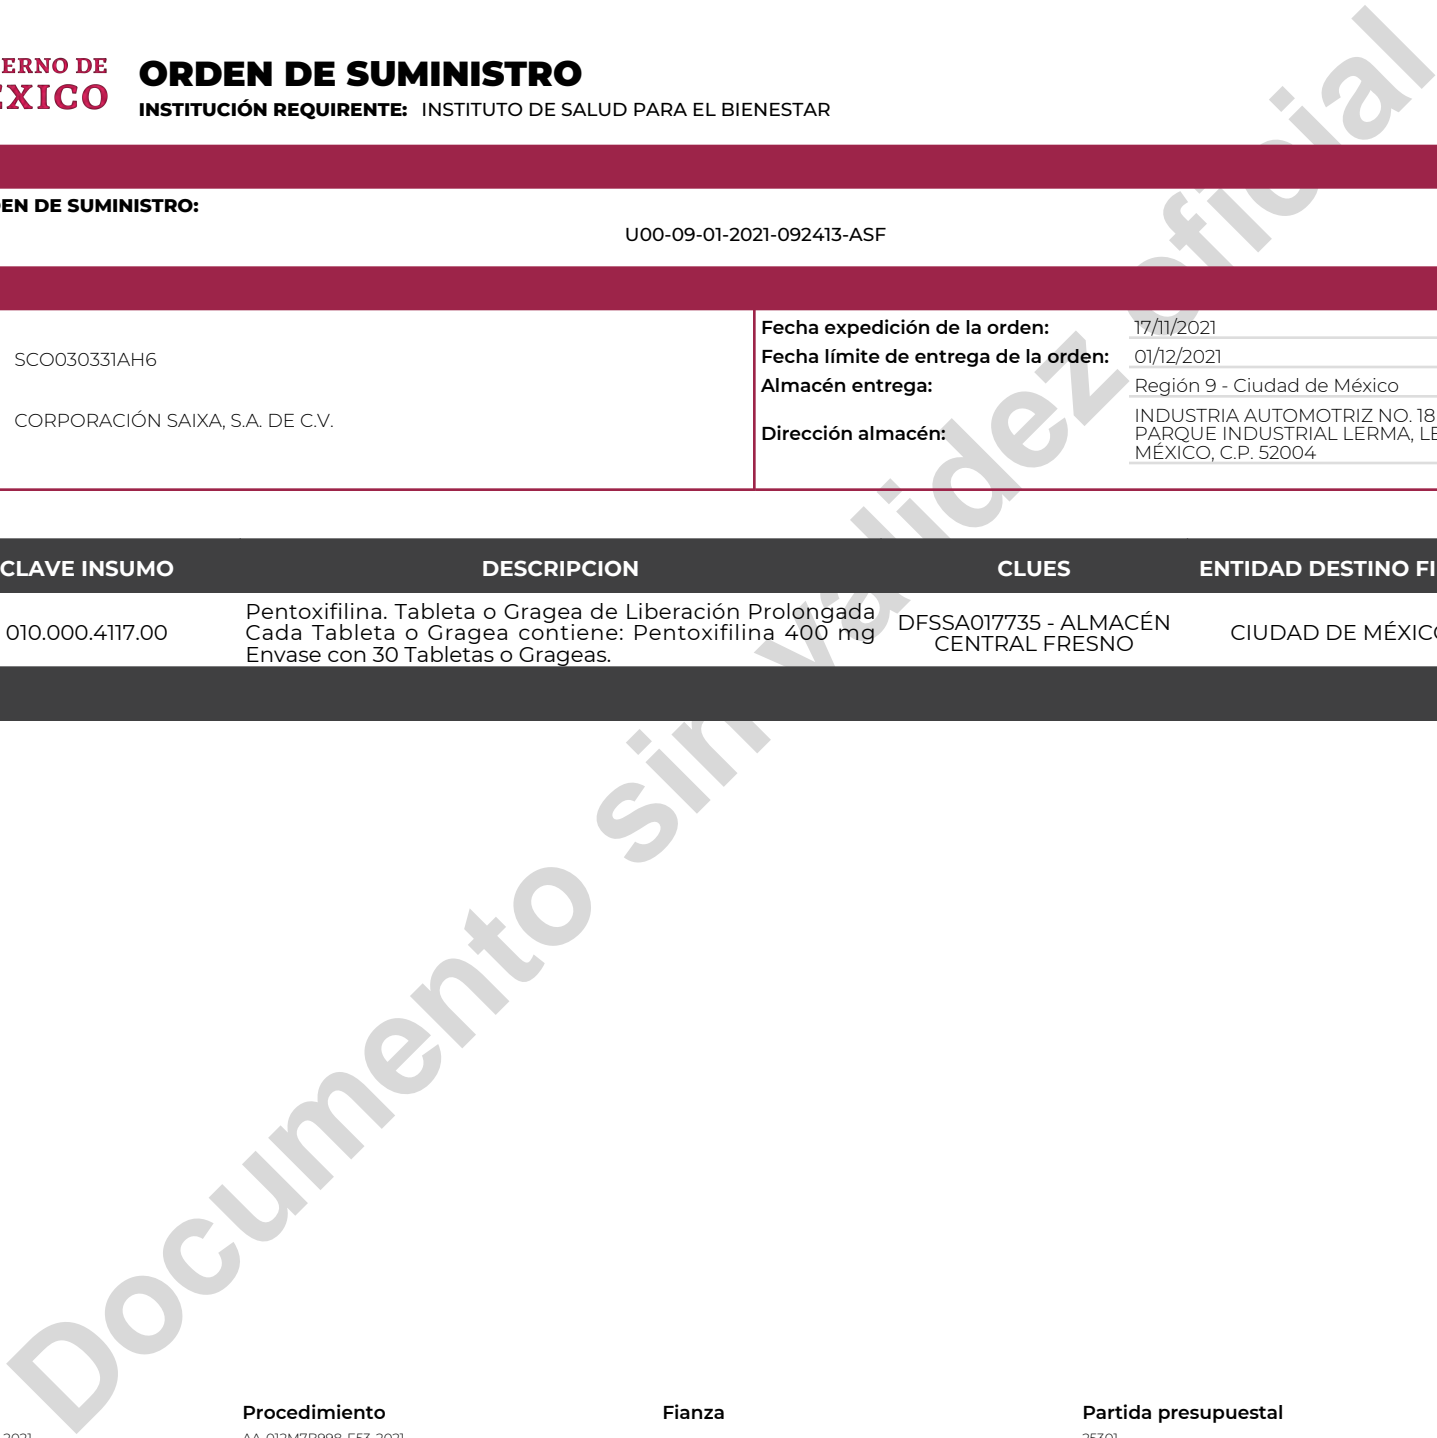 ERNO DE
ÉXICO
ORDEN DE SUMINISTRO
INSTITUCIÓN REQUIRENTE: INSTITUTO DE SALUD PARA EL BIENESTAR
EN DE SUMINISTRO:
U00-09-01-2021-092413-ASF
SCO030331AH6
CORPORACIÓN SAIXA, S.A. DE C.V.
Fecha expedición de la orden: 17/11/2021
Fecha límite de entrega de la orden: 01/12/2021
Almacén entrega: Región 9 - Ciudad de México
Dirección almacén: INDUSTRIA AUTOMOTRIZ NO. 18
PARQUE INDUSTRIAL LERMA, LE
MÉXICO, C.P. 52004
CLAVE INSUMO DESCRIPCION CLUES ENTIDAD DESTINO FI
010.000.4117.00
Pentoxifilina. Tableta o Gragea de Liberación Prolongada
Cada Tableta o Gragea contiene: Pentoxifilina 400 mg
Envase con 30 Tabletas o Grageas.
DFSSA017735 - ALMACÉN
CENTRAL FRESNO
CIUDAD DE MÉXICO
Documento sin validez oficial
Procedimiento Fianza Partida presupuestal